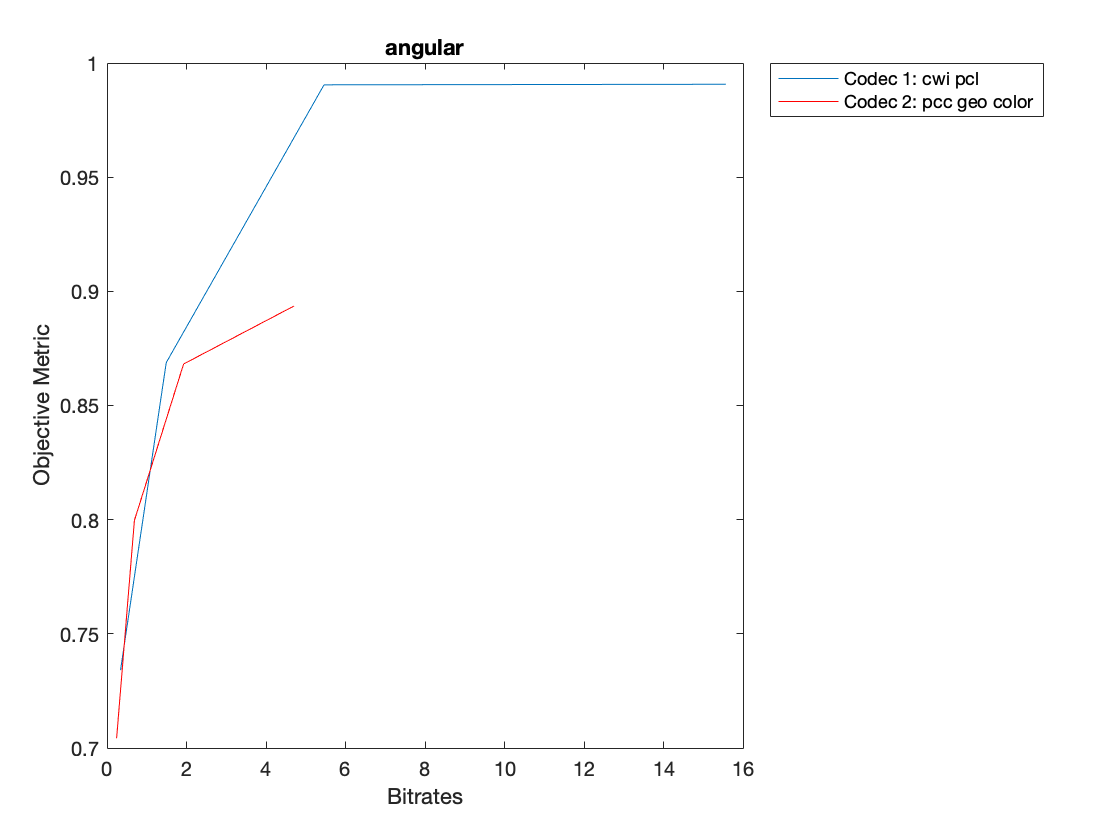 angular
Codec 1: cwi pcl
Codec 2: pcc geo color
1
0.95
0.9
0.85
0.8
0.75
0.7
Objective Metric
0 2 4 6 8 10 12 14 16
Bitrates